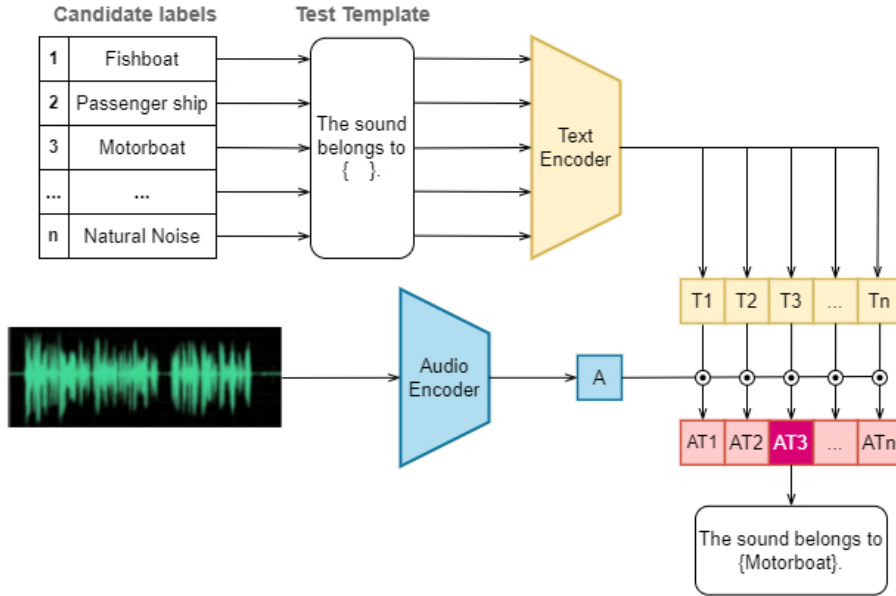 Candidate labels
Test Template
1 Fishboat
2 Passenger ship
3 Motorboat
... ...
n Natural Noise
The sound
belongs to
{ }.
Text
Encoder
T1 T2 T3 ... Tn
Audio
Encoder
A
AT1 AT2 AT3 ... ATn
The sound belongs to
{Motorboat}.